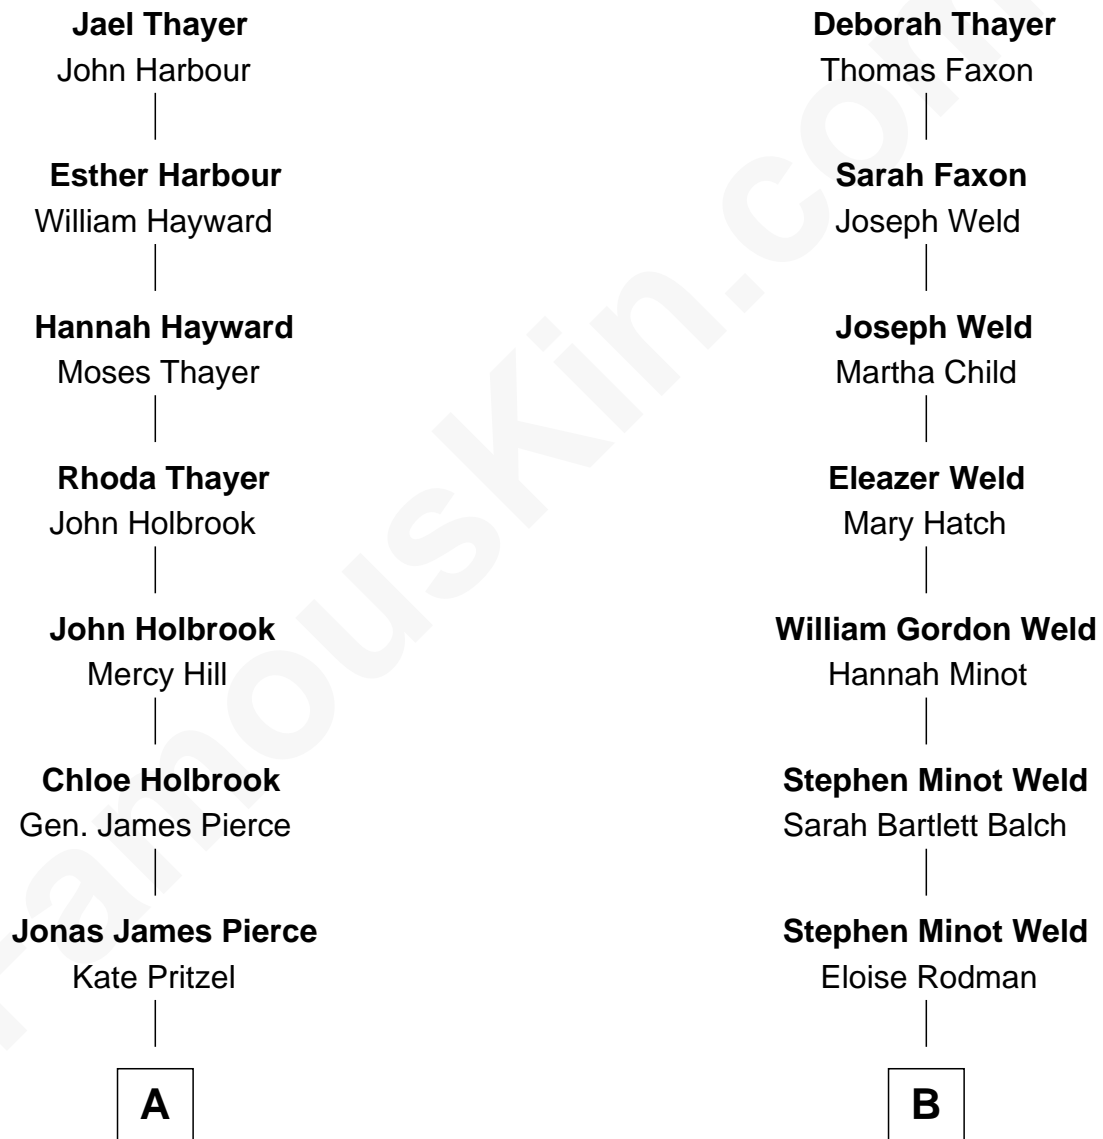 Jael Thayer
John Harbour
Esther Harbour
William Hayward
Hannah Hayward
Moses Thayer
Rhoda Thayer
John Holbrook
John Holbrook
Mercy Hill
Chloe Holbrook
Gen. James Pierce
Jonas James Pierce
Kate Pritzel
A
Deborah Thayer
Thomas Faxon
Sarah Faxon
Joseph Weld
Joseph Weld
Martha Child
Eleazer Weld
Mary Hatch
William Gordon Weld
Hannah Minot
Stephen Minot Weld
Sarah Bartlett Balch
Stephen Minot Weld
Eloise Rodman
B
FamousKin.com